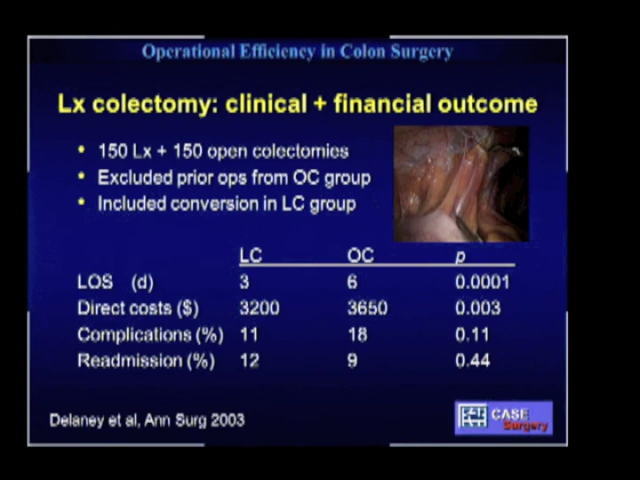 Operational Efficiency in Colon Surgery
Lx colectomy: clinical + financial outcome
• 150 Lx + 150 open colectomies
• Excluded prior ops from OC group
• Included conversion in LC group
LC OC p
LOS (d) 3 6 0.0001
Direct costs ($) 3200 3650 0.003
Complications (%) 11 18 0.11
Readmission (%) 12 9 0.44
Delaney et al, Ann Surg 2003
CASE
Surgery